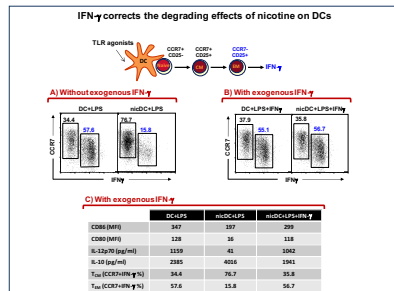 IFN-γ corrects the degrading effects of nicotine on DCs
TLR agonists
CCR7+ CCR7+ CCR7-
CD25- CD25+ CD25+
DC
Naive
CM
EM
IFN-γ
A) Without exogenous IFN-γ
B) With exogenous IFN-γ
DC+LPS nicDC+LPS
DC+LPS+IFN-γ nicDC+LPS+IFN-γ
34.4 76.7 37.9 35.8
57.6 15.8 55.1 56.7
CCR7
CCR7
IFN-γ
IFN-γ
C) With exogenous IFN-γ
DC+LPS nicDC+LPS nicDC+LPS+IFN-γ
CD86 (MFI) 347 197 299
CD80 (MFI) 128 16 118
IL-12p70 (pg/ml) 1159 41 1042
IL-10 (pg/ml) 2385 4016 1941
TCM (CCR7+IFN-γ%) 34.4 76.7 35.8
TEM (CCR7+IFN-γ%) 57.6 15.8 56.7